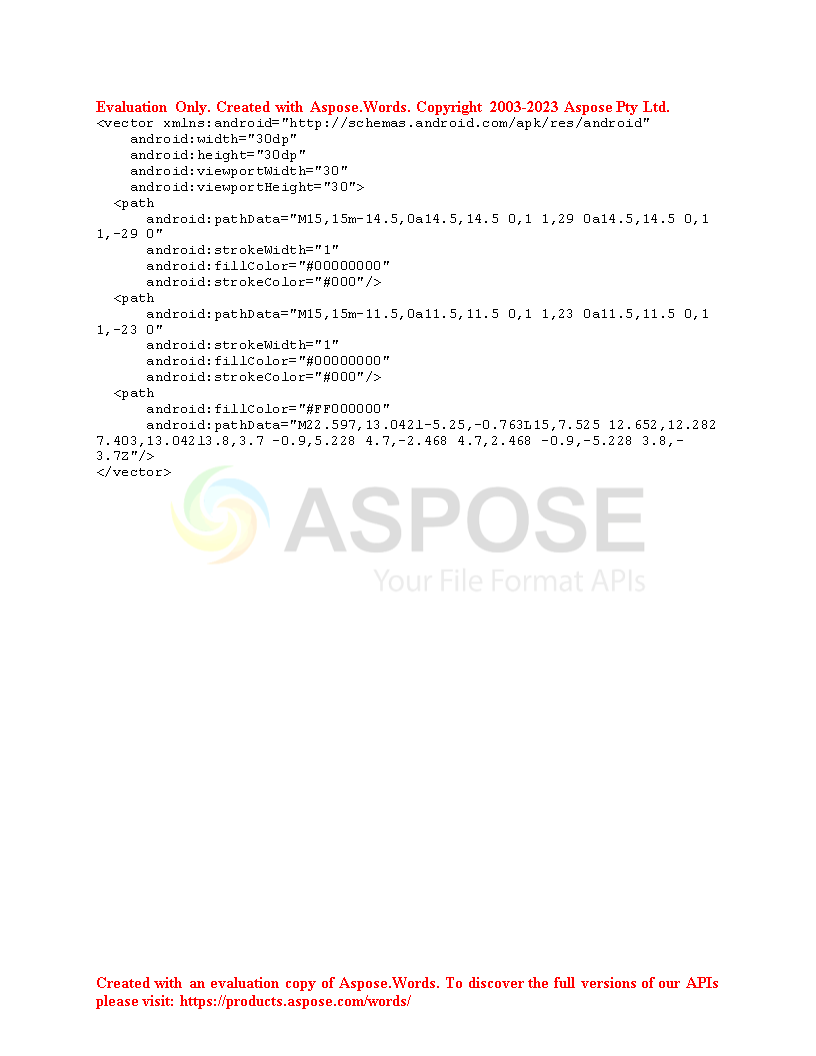 Evaluation Only. Created with Aspose.Words. Copyright 2003-2023 Aspose Pty Ltd.
<vector xmlns:android="http://schemas.android.com/apk/res/android"
    android:width="30dp"
    android:height="30dp"
    android:viewportWidth="30"
    android:viewportHeight="30">
  <path
      android:pathData="M15,15m-14.5,0a14.5,14.5 0,1 1,29 0a14.5,14.5 0,1
1,-29 0"
      android:strokeWidth="1"
      android:fillColor="#00000000"
      android:strokeColor="#000"/>
  <path
      android:pathData="M15,15m-11.5,0a11.5,11.5 0,1 1,23 0a11.5,11.5 0,1
1,-23 0"
      android:strokeWidth="1"
      android:fillColor="#00000000"
      android:strokeColor="#000"/>
  <path
      android:fillColor="#FF000000"
      android:pathData="M22.597,13.042l-5.25,-0.763L15,7.525 12.652,12.282
7.403,13.042l3.8,3.7 -0.9,5.228 4.7,-2.468 4.7,2.468 -0.9,-5.228 3.8,-
3.7Z"/>
</vector>
ASPOSE
Your File Format APIs
Created with an evaluation copy of Aspose.Words. To discover the full versions of our APIs
please visit: https://products.aspose.com/words/